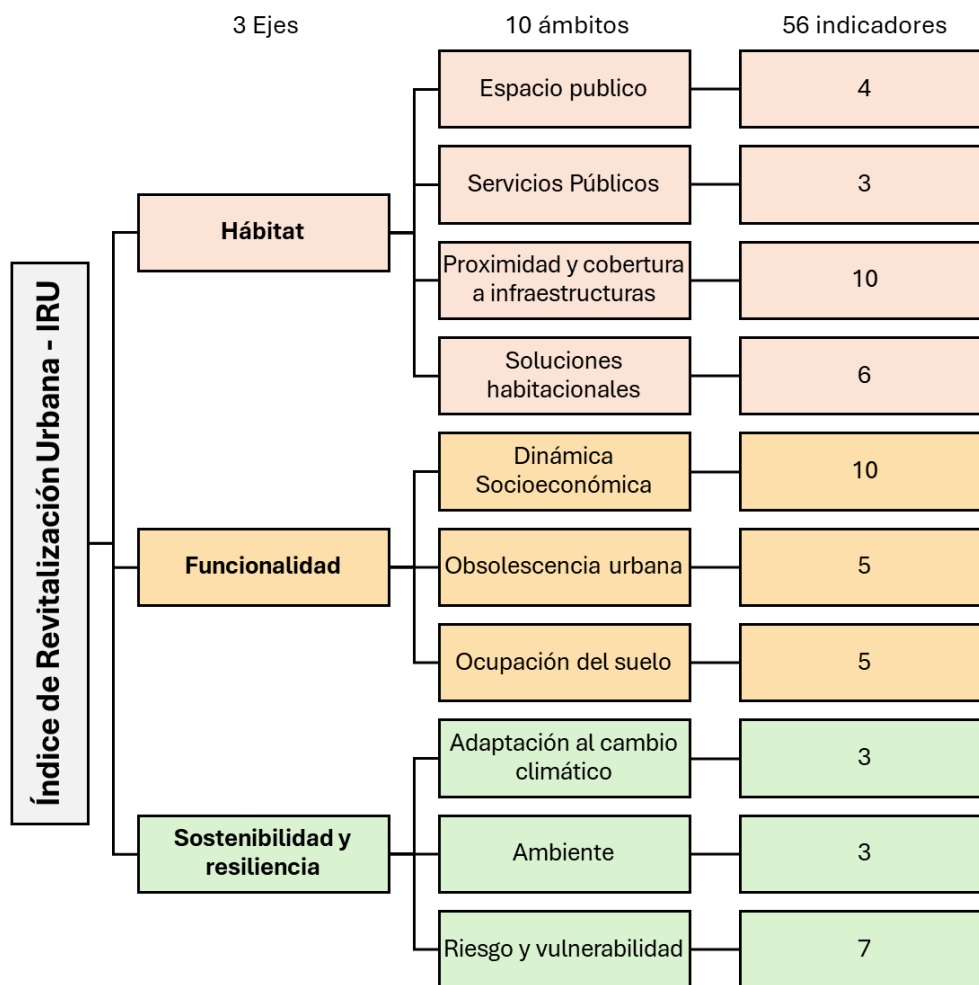 3 Ejes
10 ámbitos
56 indicadores
Índice de Revitalización Urbana - IRU
Hábitat
Espacio publico
4
Servicios Públicos
3
Proximidad y cobertura
a infraestructuras
10
Soluciones
habitacionales
6
Funcionalidad
Dinámica
Socioeconómica
10
Obsolescencia urbana
5
Ocupación del suelo
5
Sostenibilidad y
resiliencia
Adaptación al cambio
climático
3
Ambiente
3
Riesgo y vulnerabilidad
7